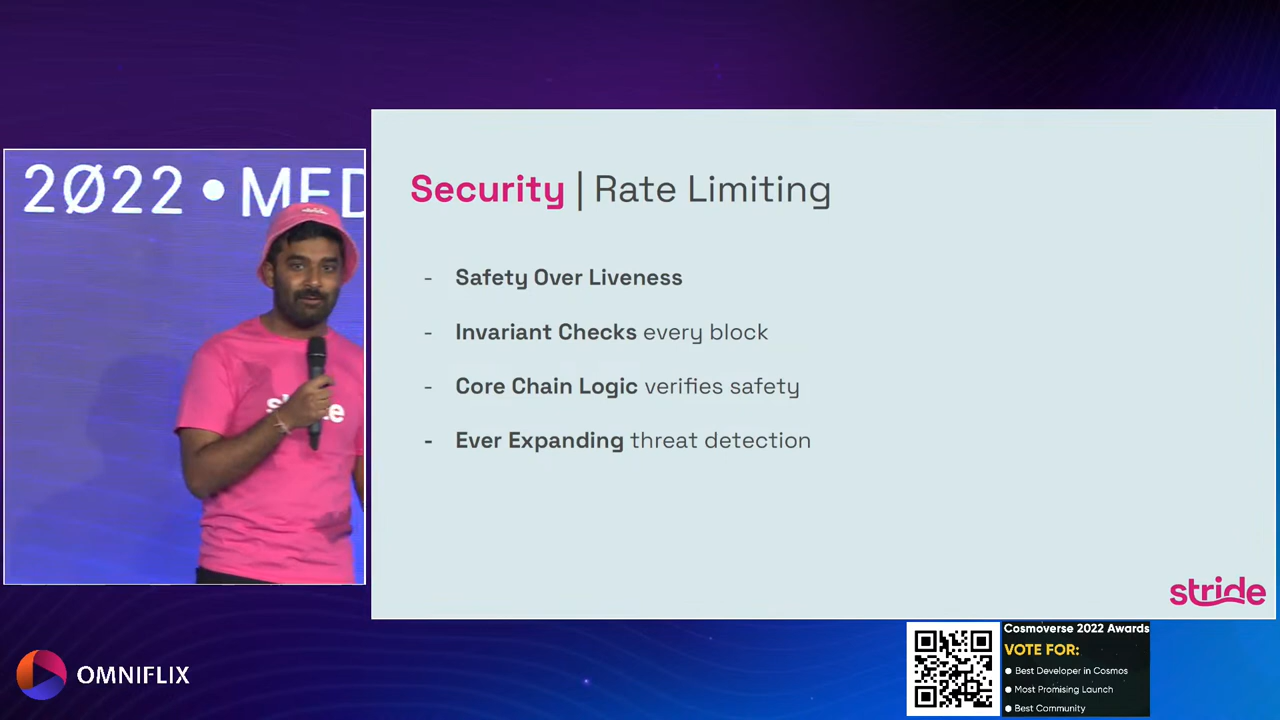 2022 • MED
Security | Rate Limiting
- Safety Over Liveness
- Invariant Checks every block
- Core Chain Logic verifies safety
- Ever Expanding threat detection
stride
OMNIFLIX
Cosmoverse 2022 Awards
VOTE FOR:
● Best Developer in Cosmos
● Most Promising Launch
● Best Community